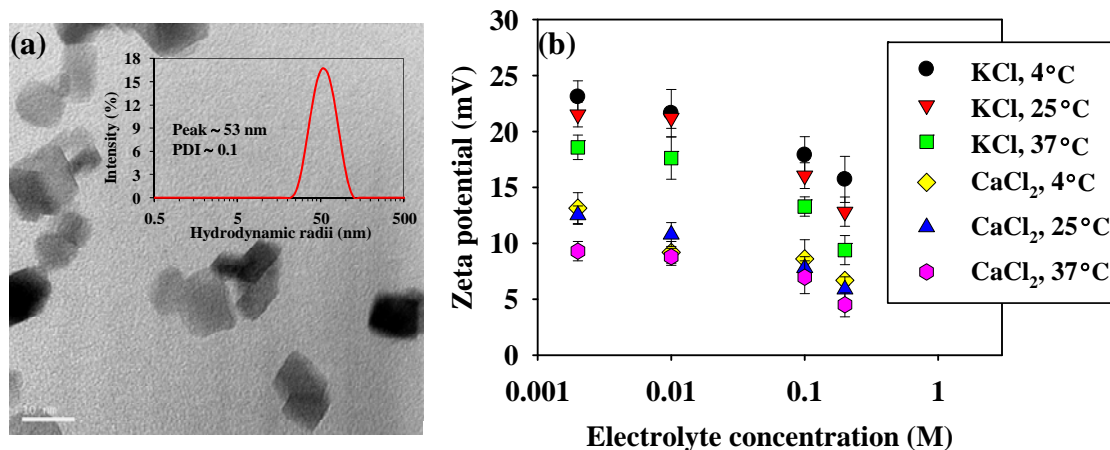 (a)
18
15
12
9
6
3
0
Intensity (%)
Peak ~ 53 nm
PDI ~ 0.1
0.5 5 50 500
Hydrodynamic radii (nm)
(b)
30
25
20
15
10
5
0
Zeta potential (mV)
0.001 0.01 0.1 1
Electrolyte concentration (M)
KCl, 4°C
KCl, 25°C
KCl, 37°C
CaCl₂, 4°C
CaCl₂, 25°C
CaCl₂, 37°C